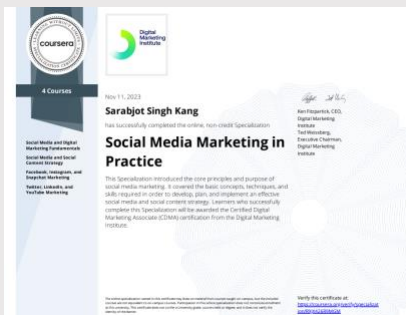 coursera
4 Courses
Social Media and Digital
Marketing Fundamentals
Social Media and Social
Content Strategy
Facebook, Instagram, and
Snapchat Marketing
Twitter, LinkedIn, and
YouTube Marketing
Digital
Marketing
Institute
Nov 11, 2023
Sarabjot Singh Kang
has successfully completed the online, non-credit Specialization
Social Media Marketing in
Practice
This Specialization introduced the core principles and purpose of
social media marketing. It covered the basic concepts, techniques, and
skills required in order to develop, plan, and implement an effective
social media and social content strategy. Learners who successfully
complete this Specialization will be awarded the Certified Digital
Marketing Associate (CDMA) certification from the Digital Marketing
Institute.
Ken Fitzpatrick, CEO,
Digital Marketing
Institute
Ted Weisberg,
Executive Chairman,
Digital Marketing
Institute
Verify this certificate at: